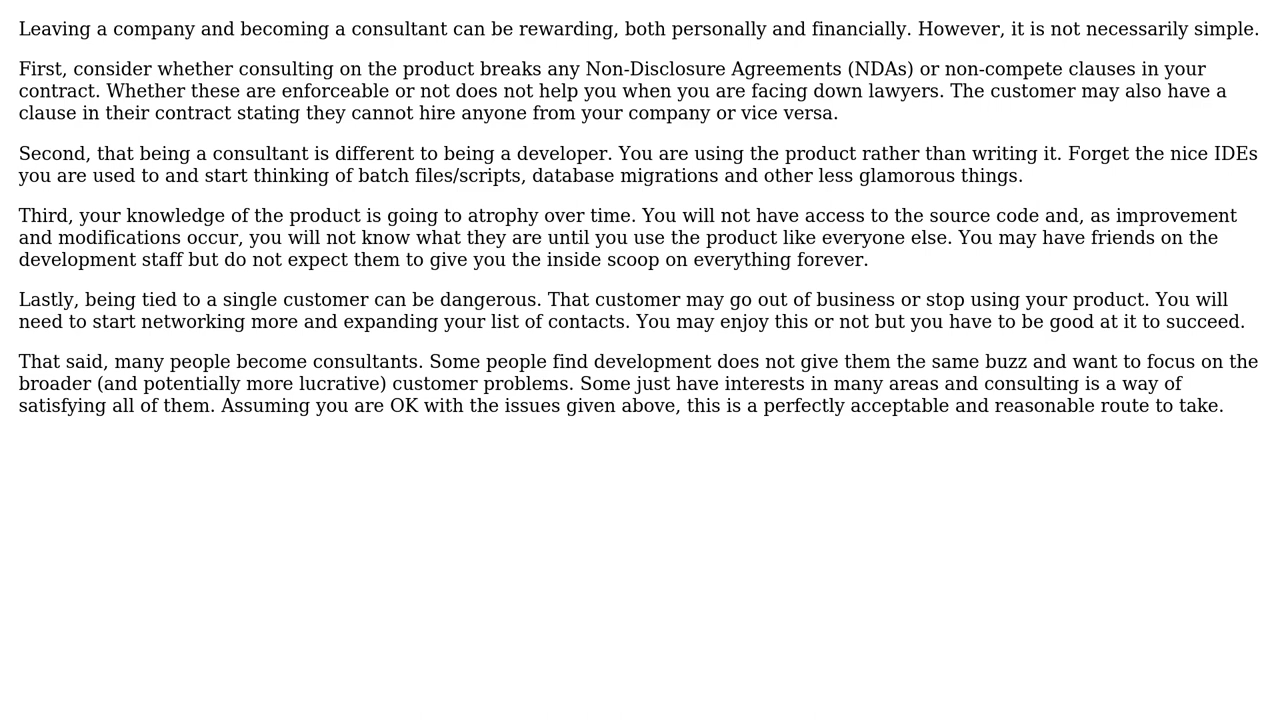 Leaving a company and becoming a consultant can be rewarding, both personally and financially. However, it is not necessarily simple.
First, consider whether consulting on the product breaks any Non-Disclosure Agreements (NDAs) or non-compete clauses in your
contract. Whether these are enforceable or not does not help you when you are facing down lawyers. The customer may also have a
clause in their contract stating they cannot hire anyone from your company or vice versa.
Second, that being a consultant is different to being a developer. You are using the product rather than writing it. Forget the nice IDEs
you are used to and start thinking of batch files/scripts, database migrations and other less glamorous things.
Third, your knowledge of the product is going to atrophy over time. You will not have access to the source code and, as improvement
and modifications occur, you will not know what they are until you use the product like everyone else. You may have friends on the
development staff but do not expect them to give you the inside scoop on everything forever.
Lastly, being tied to a single customer can be dangerous. That customer may go out of business or stop using your product. You will
need to start networking more and expanding your list of contacts. You may enjoy this or not but you have to be good at it to succeed.
That said, many people become consultants. Some people find development does not give them the same buzz and want to focus on the
broader (and potentially more lucrative) customer problems. Some just have interests in many areas and consulting is a way of
satisfying all of them. Assuming you are OK with the issues given above, this is a perfectly acceptable and reasonable route to take.